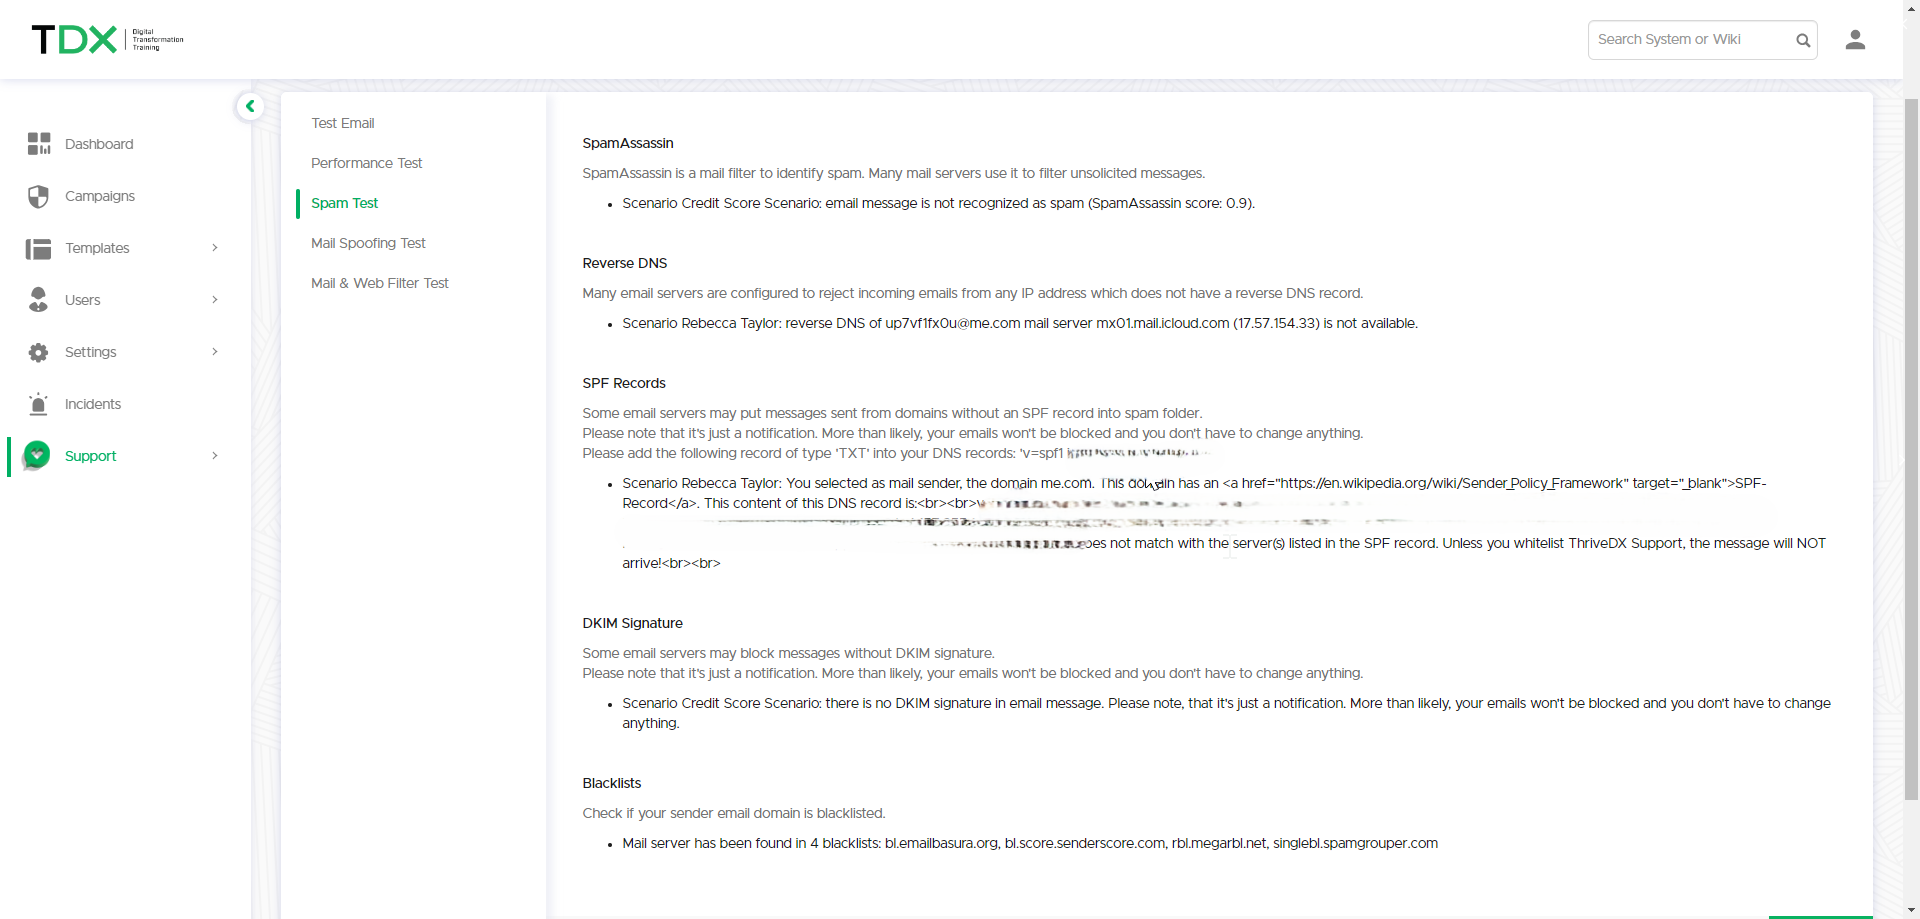 TDX
Digital
Transformation
Training
Search System or Wiki
Dashboard
Campaigns
Templates
Users
Settings
Incidents
Support
Test Email
Performance Test
Spam Test
Mail Spoofing Test
Mail & Web Filter Test
SpamAssassin
SpamAssassin is a mail filter to identify spam. Many mail servers use it to filter unsolicited messages.
• Scenario Credit Score Scenario: email message is not recognized as spam (SpamAssassin score: 0.9).
Reverse DNS
Many email servers are configured to reject incoming emails from any IP address which does not have a reverse DNS record.
• Scenario Rebecca Taylor: reverse DNS of up7vf1fx0u@me.com mail server mx01.mail.icloud.com (17.57.154.33) is not available.
SPF Records
Some email servers may put messages sent from domains without an SPF record into spam folder.
Please note that it's just a notification. More than likely, your emails won't be blocked and you don't have to change anything.
Please add the following record of type 'TXT' into your DNS records: 'v=spf1
• Scenario Rebecca Taylor: You selected as mail sender, the domain me.com. This domain has an <a href="https://en.wikipedia.org/wiki/Sender_Policy_Framework" target="_blank">SPF-
Record</a>. This content of this DNS record is:<br><br>
not match with the server(s) listed in the SPF record. Unless you whitelist ThriveDX Support, the message will NOT
arrive!<br><br>
DKIM Signature
Some email servers may block messages without DKIM signature.
Please note that it's just a notification. More than likely, your emails won't be blocked and you don't have to change anything.
• Scenario Credit Score Scenario: there is no DKIM signature in email message. Please note, that it's just a notification. More than likely, your emails won't be blocked and you don't have to change
anything.
Blacklists
Check if your sender email domain is blacklisted.
• Mail server has been found in 4 blacklists: bl.emailbasura.org, bl.score.senderscore.com, rbl.megarbl.net, singlebl.spamgrouper.com